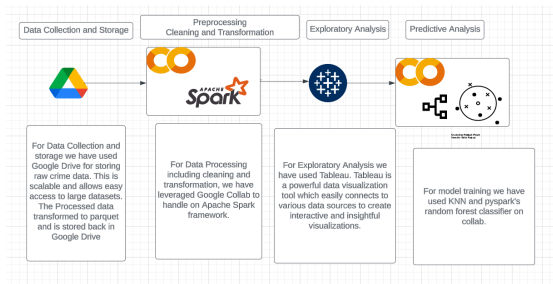 Data Collection and Storage
Preprocessing
Cleaning and Transformation
Exploratory Analysis
Predictive Analysis
APACHE
Spark
For Data Collection and
storage we have used
Google Drive for storing
raw crime data. This is
scalable and allows easy
access to large datasets.
The Processed data
transformed to parquet
and is stored back in
Google Drive
For Data Processing
including cleaning and
transformation, we have
leveraged Google Collab to
handle on Apache Spark
framework.
For Exploratory Analysis we
have used Tableau. Tableau is
a powerful data visualization
tool which easily connects to
various data sources to create
interactive and insightful
visualizations.
For model training we have
used KNN and pyspark's
random forest classifier on
collab.